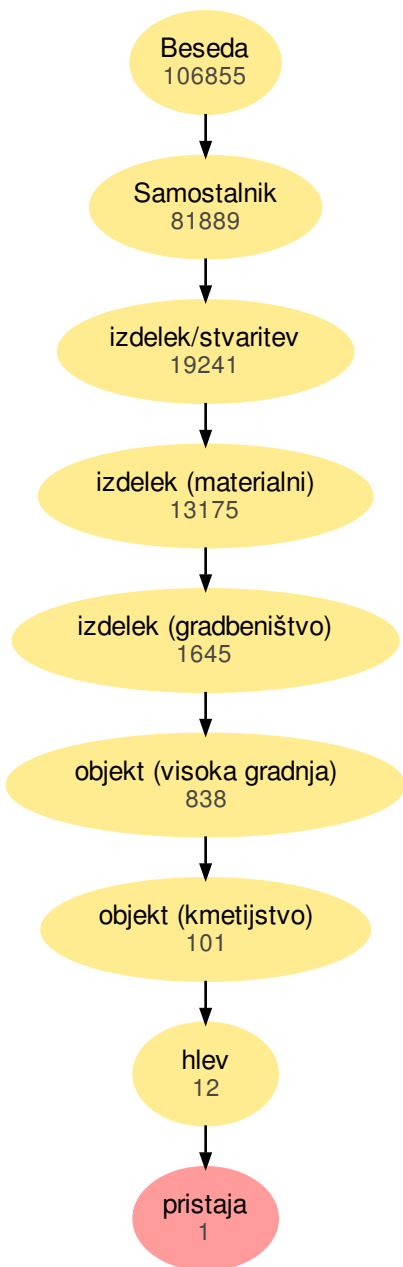 Beseda
106855
Samostalnik
81889
izdelek/stvaritev
19241
izdelek (materialni)
13175
izdelek (gradbeništvo)
1645
objekt (visoka gradnja)
838
objekt (kmetijstvo)
101
hlev
12
pristaja
1